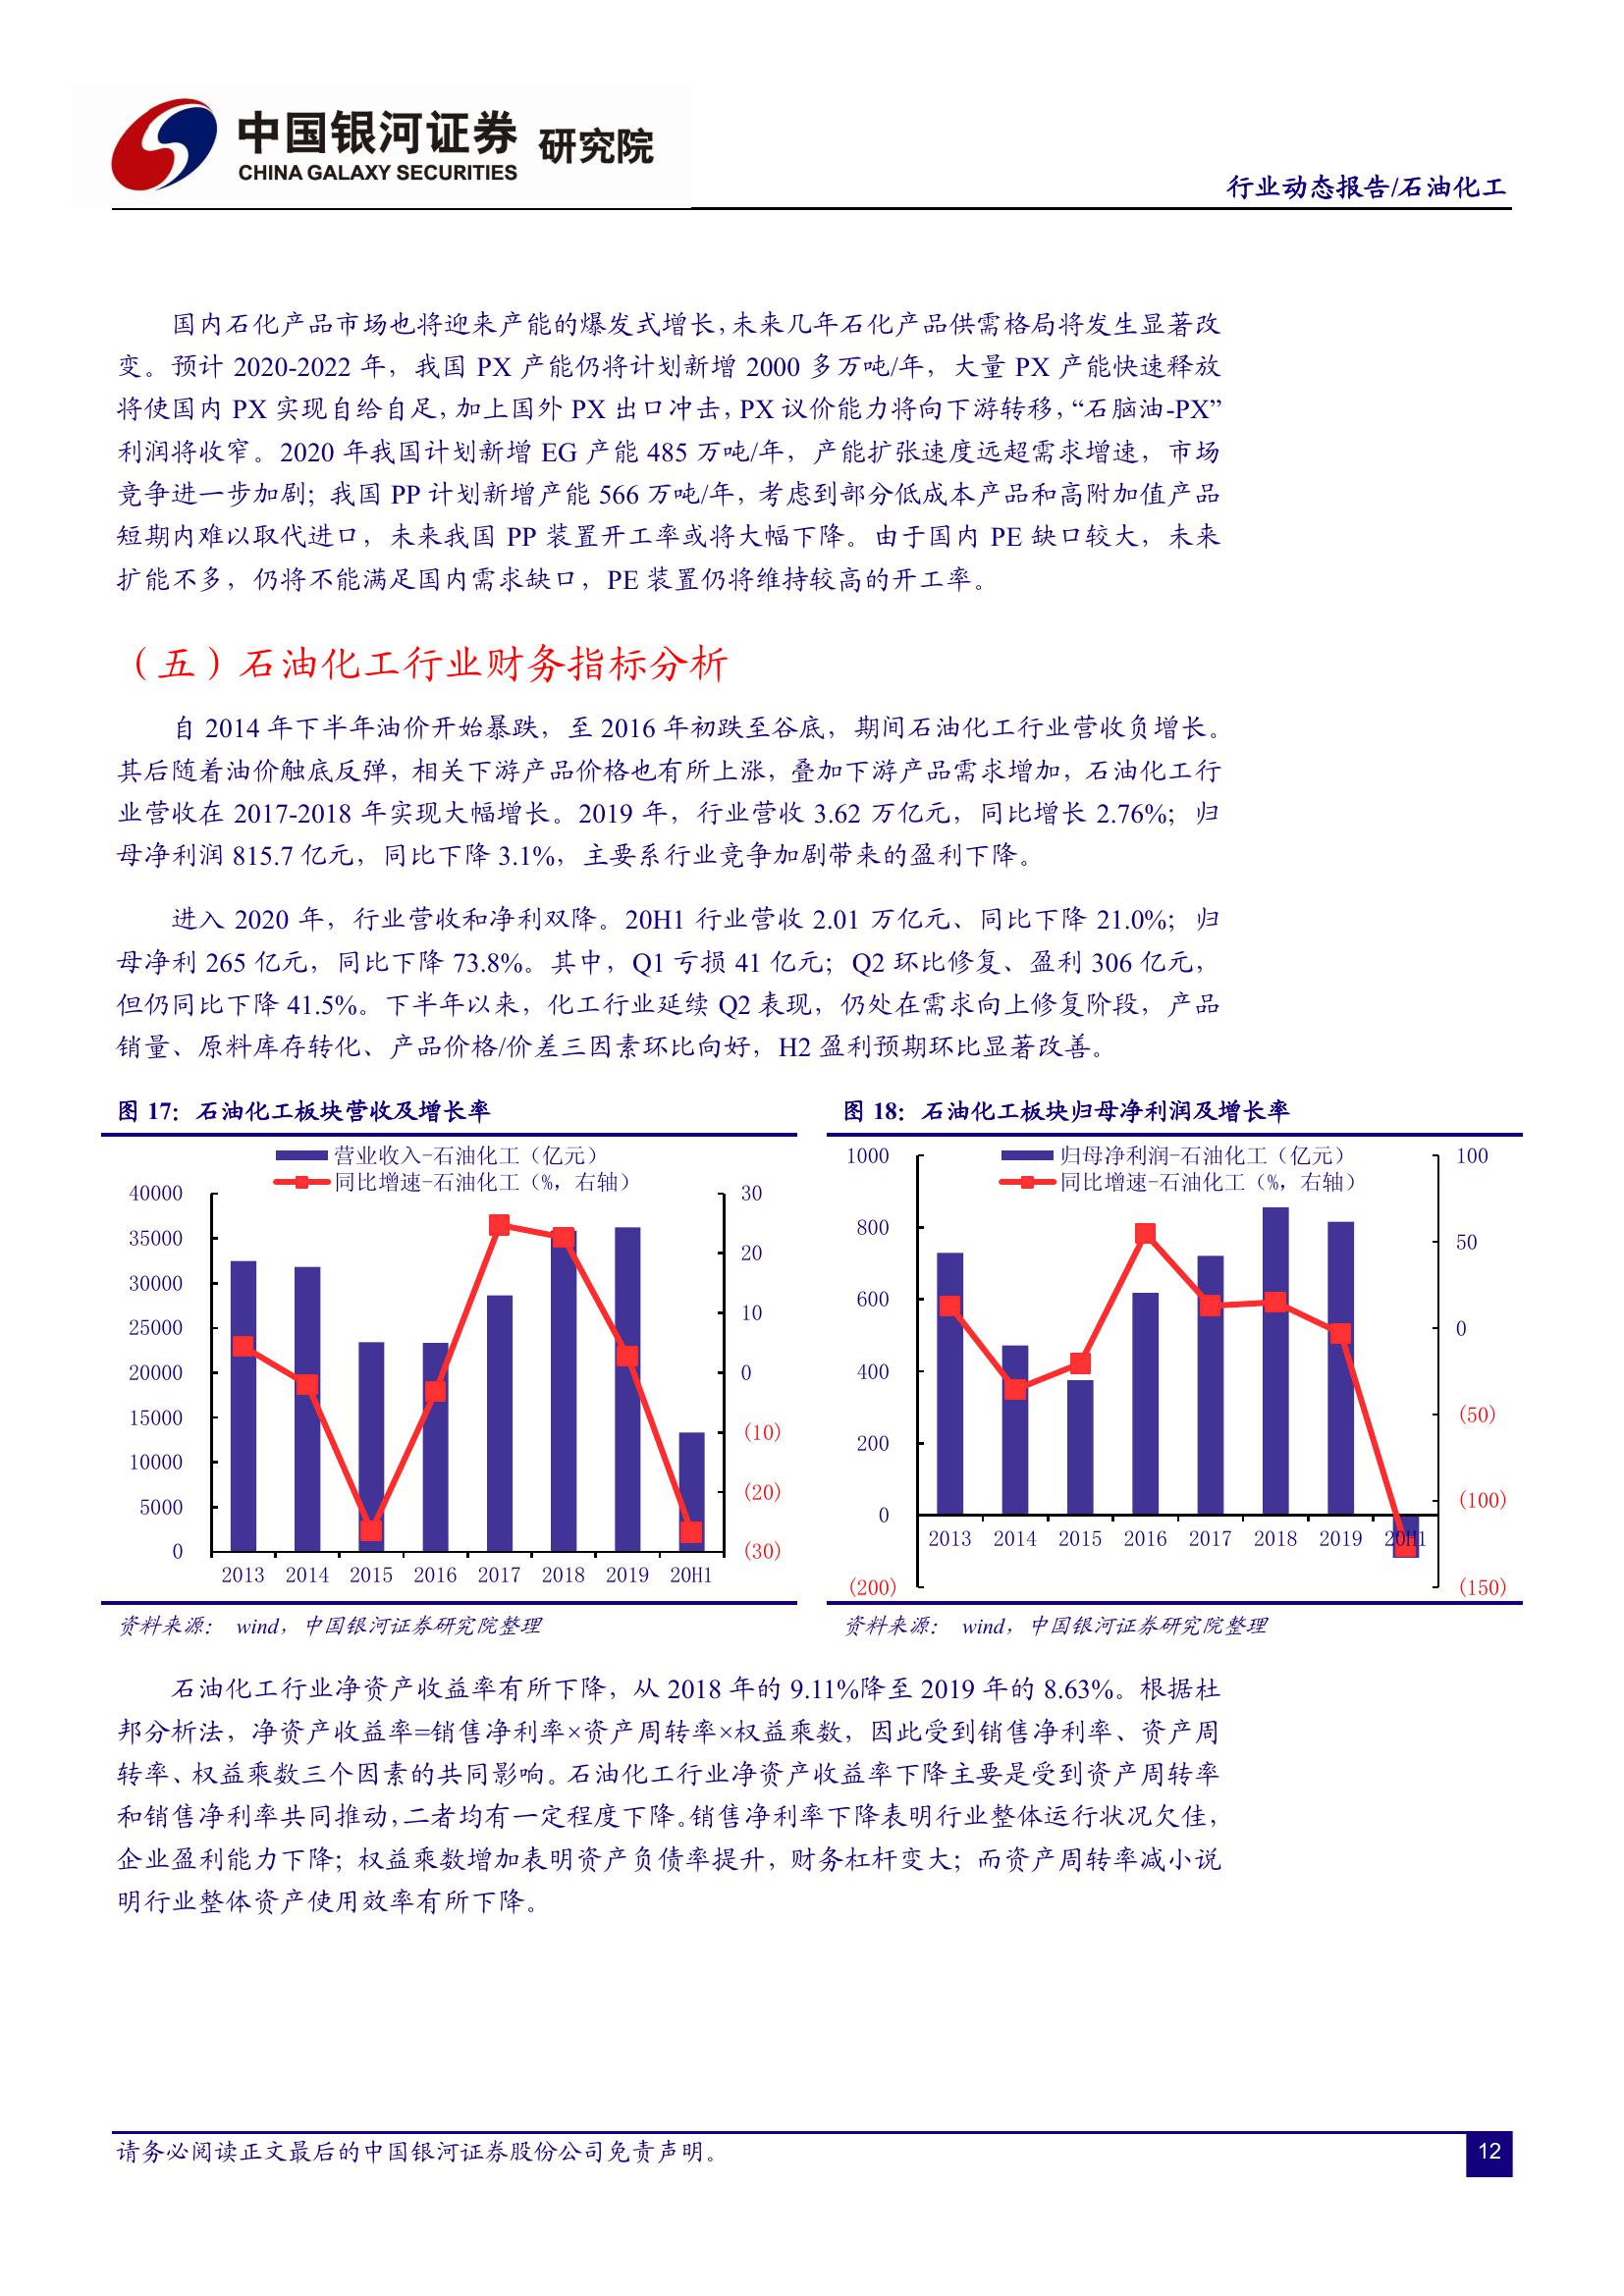 中国银河证券 研究院
CHINA GALAXY SECURITIES
行业动态报告/石油化工
国内石化产品市场也将迎来产能的爆发式增长，未来几年石化产品供需格局将发生显著改
变。预计 2020-2022 年，我国 PX 产能仍将计划新增 2000 多万吨/年，大量 PX 产能快速释放
将使国内 PX 实现自给自足，加上国外 PX 出口冲击，PX 议价能力将向下游转移，“石脑油-PX”
利润将收窄。2020 年我国计划新增 EG 产能 485 万吨/年，产能扩张速度远超需求增速，市场
竞争进一步加剧；我国 PP 计划新增产能 566 万吨/年，考虑到部分低成本产品和高附加值产品
短期内难以取代进口，未来我国 PP 装置开工率或将大幅下降。由于国内 PE 缺口较大，未来
扩能不多，仍将不能满足国内需求缺口，PE 装置仍将维持较高的开工率。
（五）石油化工行业财务指标分析
自 2014 年下半年油价开始暴跌，至 2016 年初跌至谷底，期间石油化工行业营收负增长。
其后随着油价触底反弹，相关下游产品价格也有所上涨，叠加下游产品需求增加，石油化工行
业营收在 2017-2018 年实现大幅增长。2019 年，行业营收 3.62 万亿元，同比增长 2.76%；归
母净利润 815.7 亿元，同比下降 3.1%，主要系行业竞争加剧带来的盈利下降。
进入 2020 年，行业营收和净利双降。20H1 行业营收 2.01 万亿元、同比下降 21.0%；归
母净利 265 亿元，同比下降 73.8%。其中，Q1 亏损 41 亿元；Q2 环比修复、盈利 306 亿元，
但仍同比下降 41.5%。下半年以来，化工行业延续 Q2 表现，仍处在需求向上修复阶段，产品
销量、原料库存转化、产品价格/价差三因素环比向好，H2 盈利预期环比显著改善。
图 17：石油化工板块营收及增长率
营业收入-石油化工（亿元）
同比增速-石油化工（%，右轴）
40000
35000
30000
25000
20000
15000
10000
5000
0
30
20
10
0
(10)
(20)
(30)
2013 2014 2015 2016 2017 2018 2019 20H1
资料来源： wind，中国银河证券研究院整理
图 18：石油化工板块归母净利润及增长率
归母净利润-石油化工（亿元）
同比增速-石油化工（%，右轴）
1000
800
600
400
200
0
(200)
100
50
0
(50)
(100)
(150)
2013 2014 2015 2016 2017 2018 2019 20H1
资料来源： wind，中国银河证券研究院整理
石油化工行业净资产收益率有所下降，从 2018 年的 9.11%降至 2019 年的 8.63%。根据杜
邦分析法，净资产收益率=销售净利率×资产周转率×权益乘数，因此受到销售净利率、资产周
转率、权益乘数三个因素的共同影响。石油化工行业净资产收益率下降主要是受到资产周转率
和销售净利率共同推动，二者均有一定程度下降。销售净利率下降表明行业整体运行状况欠佳，
企业盈利能力下降；权益乘数增加表明资产负债率提升，财务杠杆变大；而资产周转率减小说
明行业整体资产使用效率有所下降。
请务必阅读正文最后的中国银河证券股份公司免责声明。
12